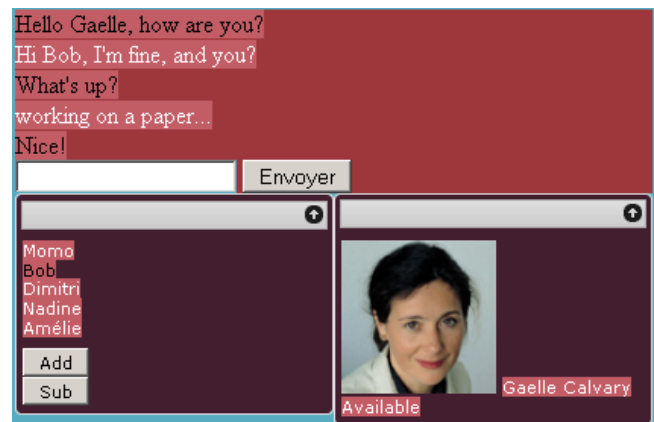 Hello Gaelle, how are you?
Hi Bob, I'm fine, and you?
What's up?
working on a paper...
Nice!
Envoyer
Momo
Bob
Dimitri
Nadine
Amélie
Add
Sub
Gaelle Calvary
Available